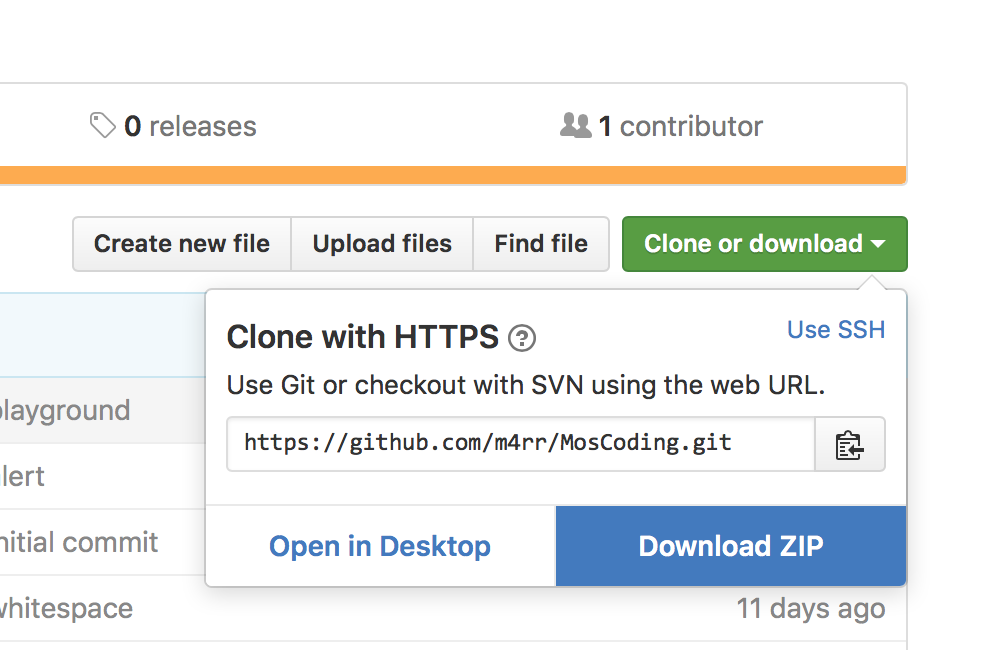 0 releases
1 contributor
Create new file
Upload files
Find file
Clone or download
Clone with HTTPS
Use SSH
Use Git or checkout with SVN using the web URL.
https://github.com/m4rr/MosCoding.git
Open in Desktop
Download ZIP
layground
lert
nitial commit
whitespace
11 days ago